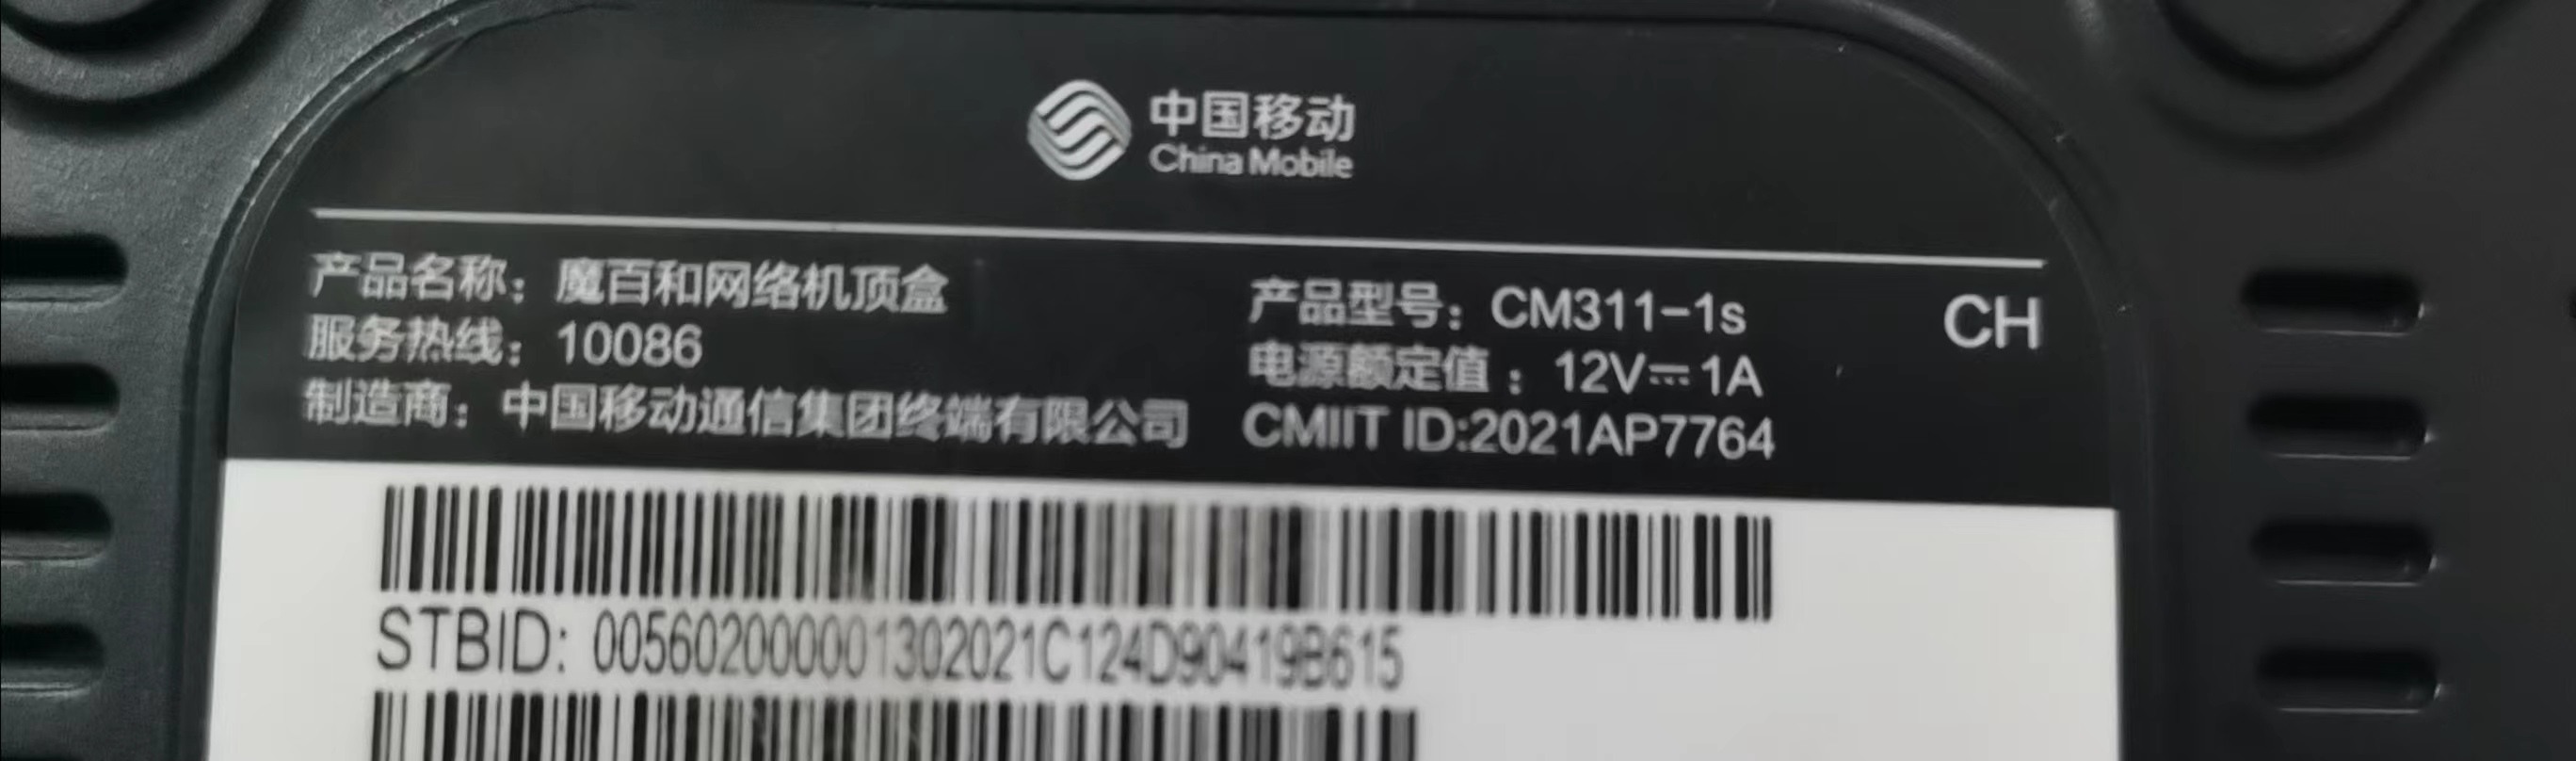 中国移动
China Mobile
产品名称：魔百和网络机顶盒
服务热线：10086
制造商：中国移动通信集团终端有限公司
产品型号：CM311-1s
电源额定值：12V⎓1A
CMIIT ID:2021AP7764
CH
STBID: 005602000001302021C124D90419B615